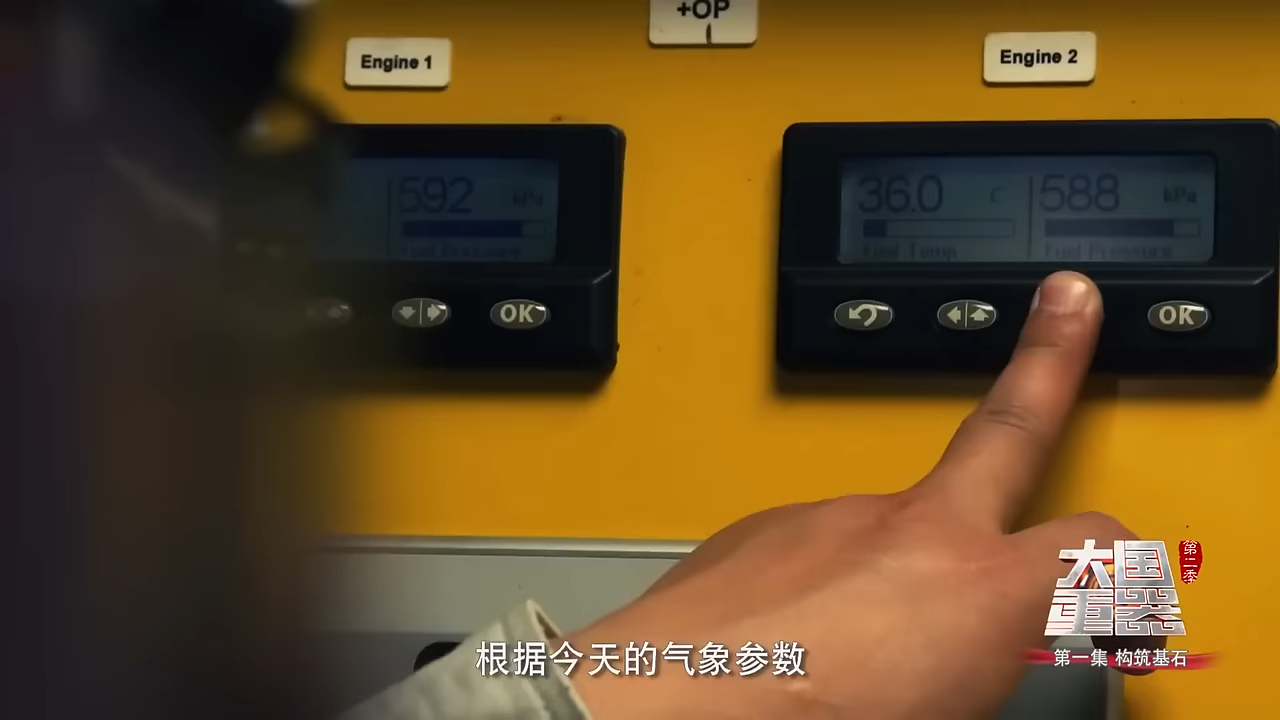 +OP
Engine 1
Engine 2
592 kPa
Fuel Pressure
36.0 C 588 kPa
Fuel Temp Fuel Pressure
OK
OK
大国
重器
第二季
第一集 构筑基石
根据今天的气象参数